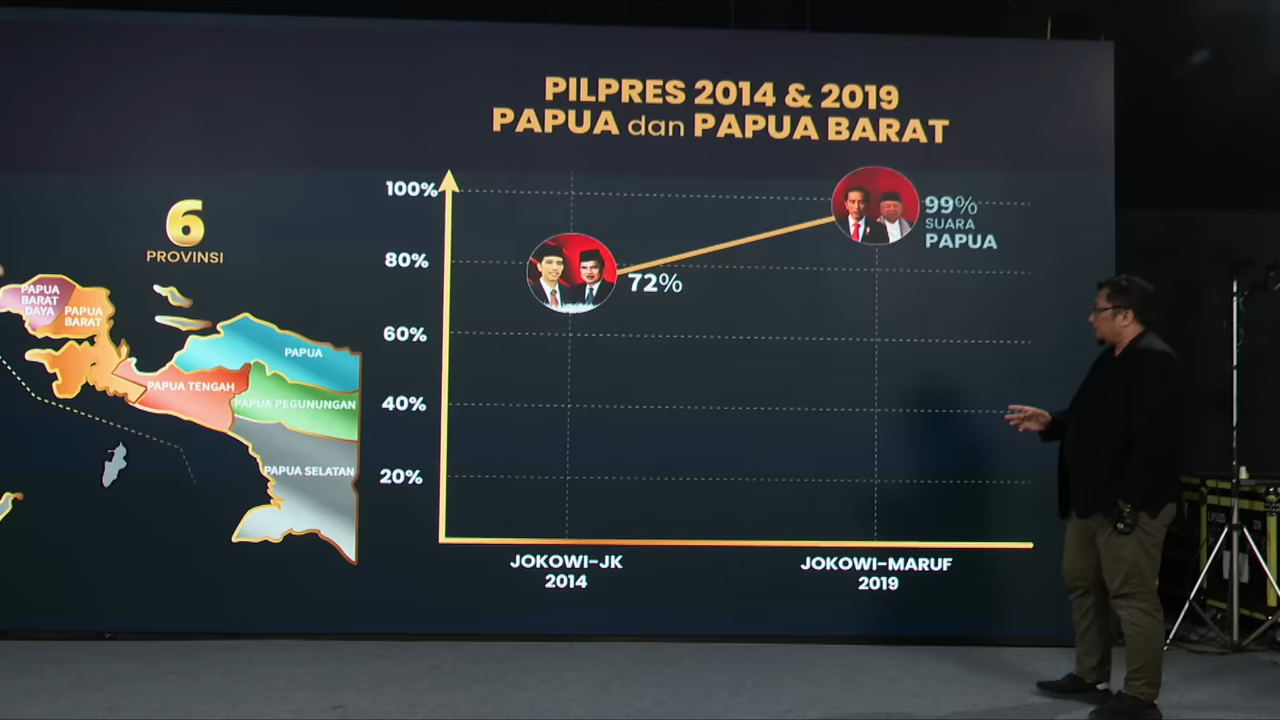 PILPRES 2014 & 2019
PAPUA dan PAPUA BARAT
6
PROVINSI
PAPUA
BARAT
DAYA
PAPUA
BARAT
PAPUA
PAPUA TENGAH
PAPUA PEGUNUNGAN
PAPUA SELATAN
100%
80%
60%
40%
20%
72%
99%
SUARA
PAPUA
JOKOWI-JK
2014
JOKOWI-MARUF
2019